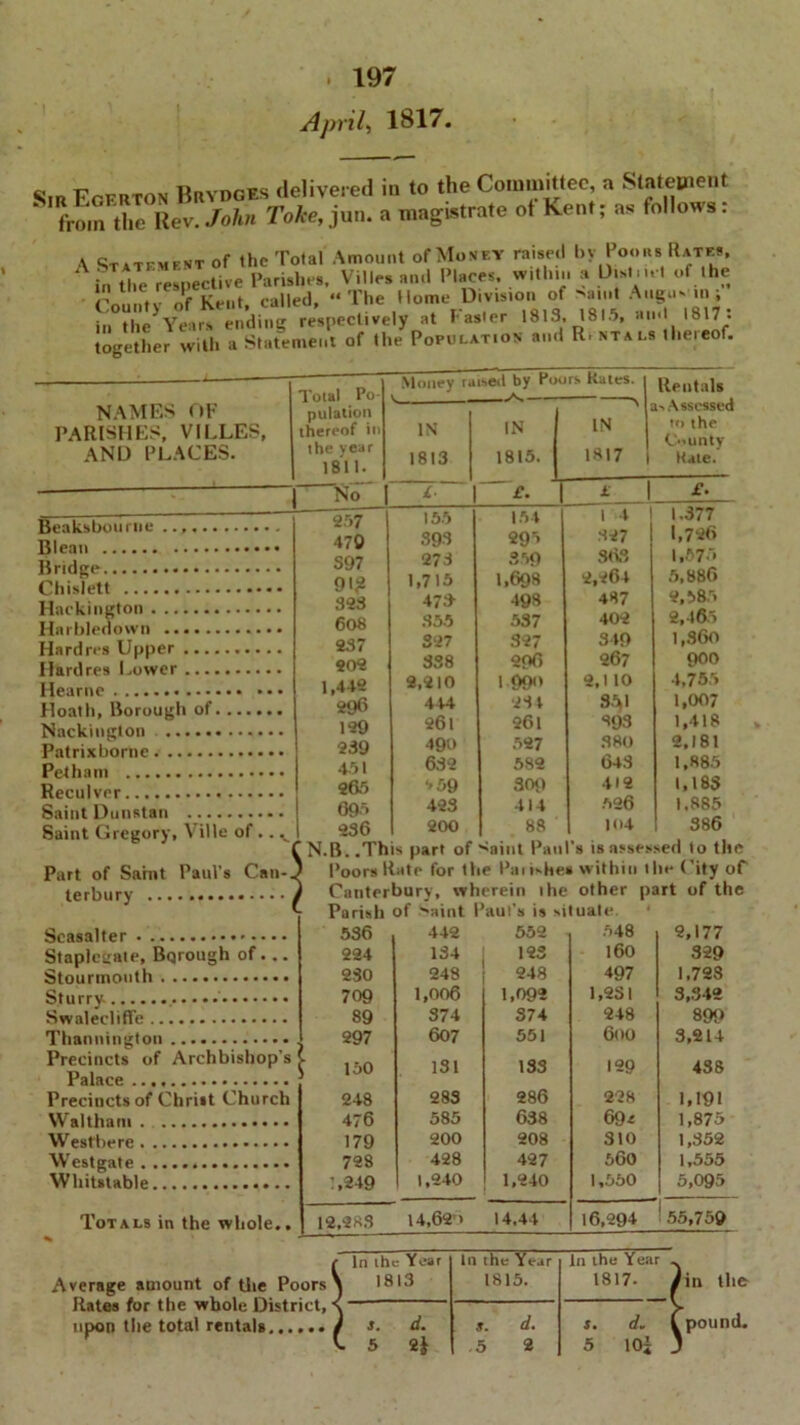 197
April, 1817.
SIR EGERTON BRYDGES delivered in to the Committee, a Statement
from the Rev. John Toke, jun. a magistrate of Kent; as follows:
A STATEMENT of the Total Amount of MONEY raised by POORS RATES,
in the respective Parishes, Villes and Places, within a District of the
County of Kent, called, "The Home Division of Saint Augustin;"
in the Years ending respectively at Easter 1813, 1815, and 1817:
together with a Statement of the POPULATION and RENTALS thereof.
NAMES OF PARISHES, VILLES, AND PLACES. | Total Population thereof in the year 1811. | Money raised by Poors Rates. IN 1813 | IN 1815. | IN 1817 | Rentals as Assessed to the County Rate.
No | £. | £. | £ | £.
Beaksbourne 257 155 154 1 4 1,377
Blean 470 393 295 327 1,726
Bridge 397 273 359 363 1,575
Chislett 912 1,715 1,698 2,264 5,886
Hackington 323 473 498 487 2,585
Harbledown 608 355 537 402 2,465
Hardres Upper 237 327 327 349 1,360
Hardres Lower 202 338 296 267 900
Hearne 1,442 2,210 1 990 2,110 4,755
Hoath, Borough of 296 444 234 351 1,007
Nackington 129 261 261 393 1,418
Patrixborne 239 490 527 380 2,181
Petham 451 632 582 643 1,885
Reculver 265 959 309 412 1,183
Saint Dunstan 695 423 414 526 1,885
Saint Gregory, Ville of 236 200 88 104 386
Part of Saint Paul's Canterbury
N.B..This part of Saint Paul's is assessed to the
Poors Rate for the Parishes within the City of
Canterbury, wherein the other part of the
Parish of Saint Paul's is situate.
Seasalter 536 442 552 548 2,177
Staplegate, Borough of... 224 134 123 160 329
Stourmouth 230 248 248 497 1,723
Sturry 709 1,006 1,092 1,231 3,342
Swalecliffe 89 374 374 248 899
Thannington 297 607 551 600 3,214
Precincts of Archbishop's Palace 150 131 133 129 438
Precincts of Christ Church 248 283 286 228 1,191
Waltham 476 585 638 692 1,875
Westbere 179 200 208 310 1,352
Westgate 728 428 427 560 1,555
Whitstable 1,249 1,240 1,240 1,550 5,095
TOTALS in the whole.. 12,283 14,620 14,44 16,294 55,759
Average amount of the Poors Rates for the whole District, upon the total rentals......
In the Year 1813 | In the Year 1815. | In the Year 1817.
s. d. 5 2¼ | s. d. 5 2 | s. d. 5 10¼
in the pound.